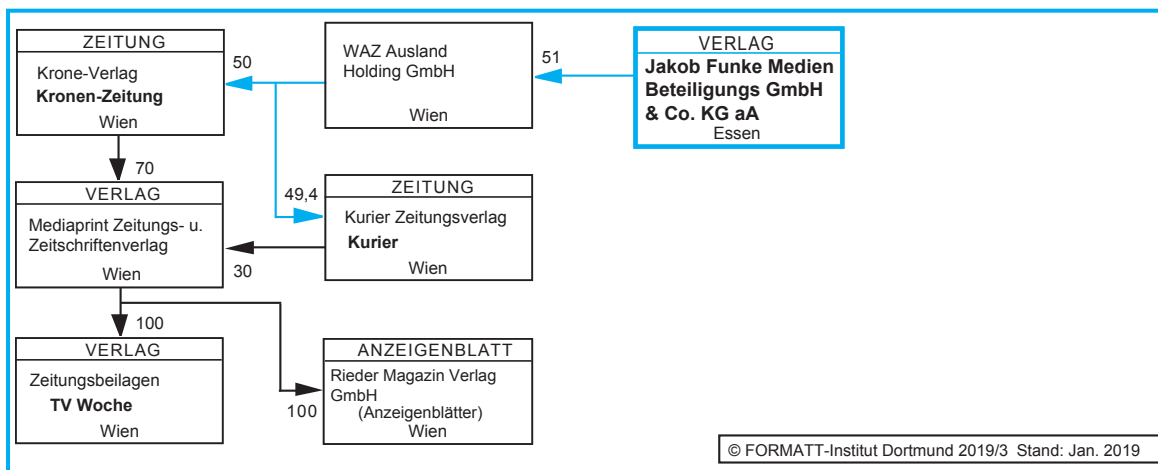 ZEITUNG
Krone-Verlag
Kronen-Zeitung
Wien
50
WAZ Ausland
Holding GmbH
Wien
51
VERLAG
Jakob Funke Medien
Beteiligungs GmbH
& Co. KG aA
Essen
70
VERLAG
Mediaprint Zeitungs- u.
Zeitschriftenverlag
Wien
49,4
30
ZEITUNG
Kurier Zeitungsverlag
Kurier
Wien
100
VERLAG
Zeitungsbeilagen
TV Woche
Wien
100
ANZEIGENBLATT
Rieder Magazin Verlag
GmbH
(Anzeigenblätter)
Wien
© FORMATT-Institut Dortmund 2019/3 Stand: Jan. 2019